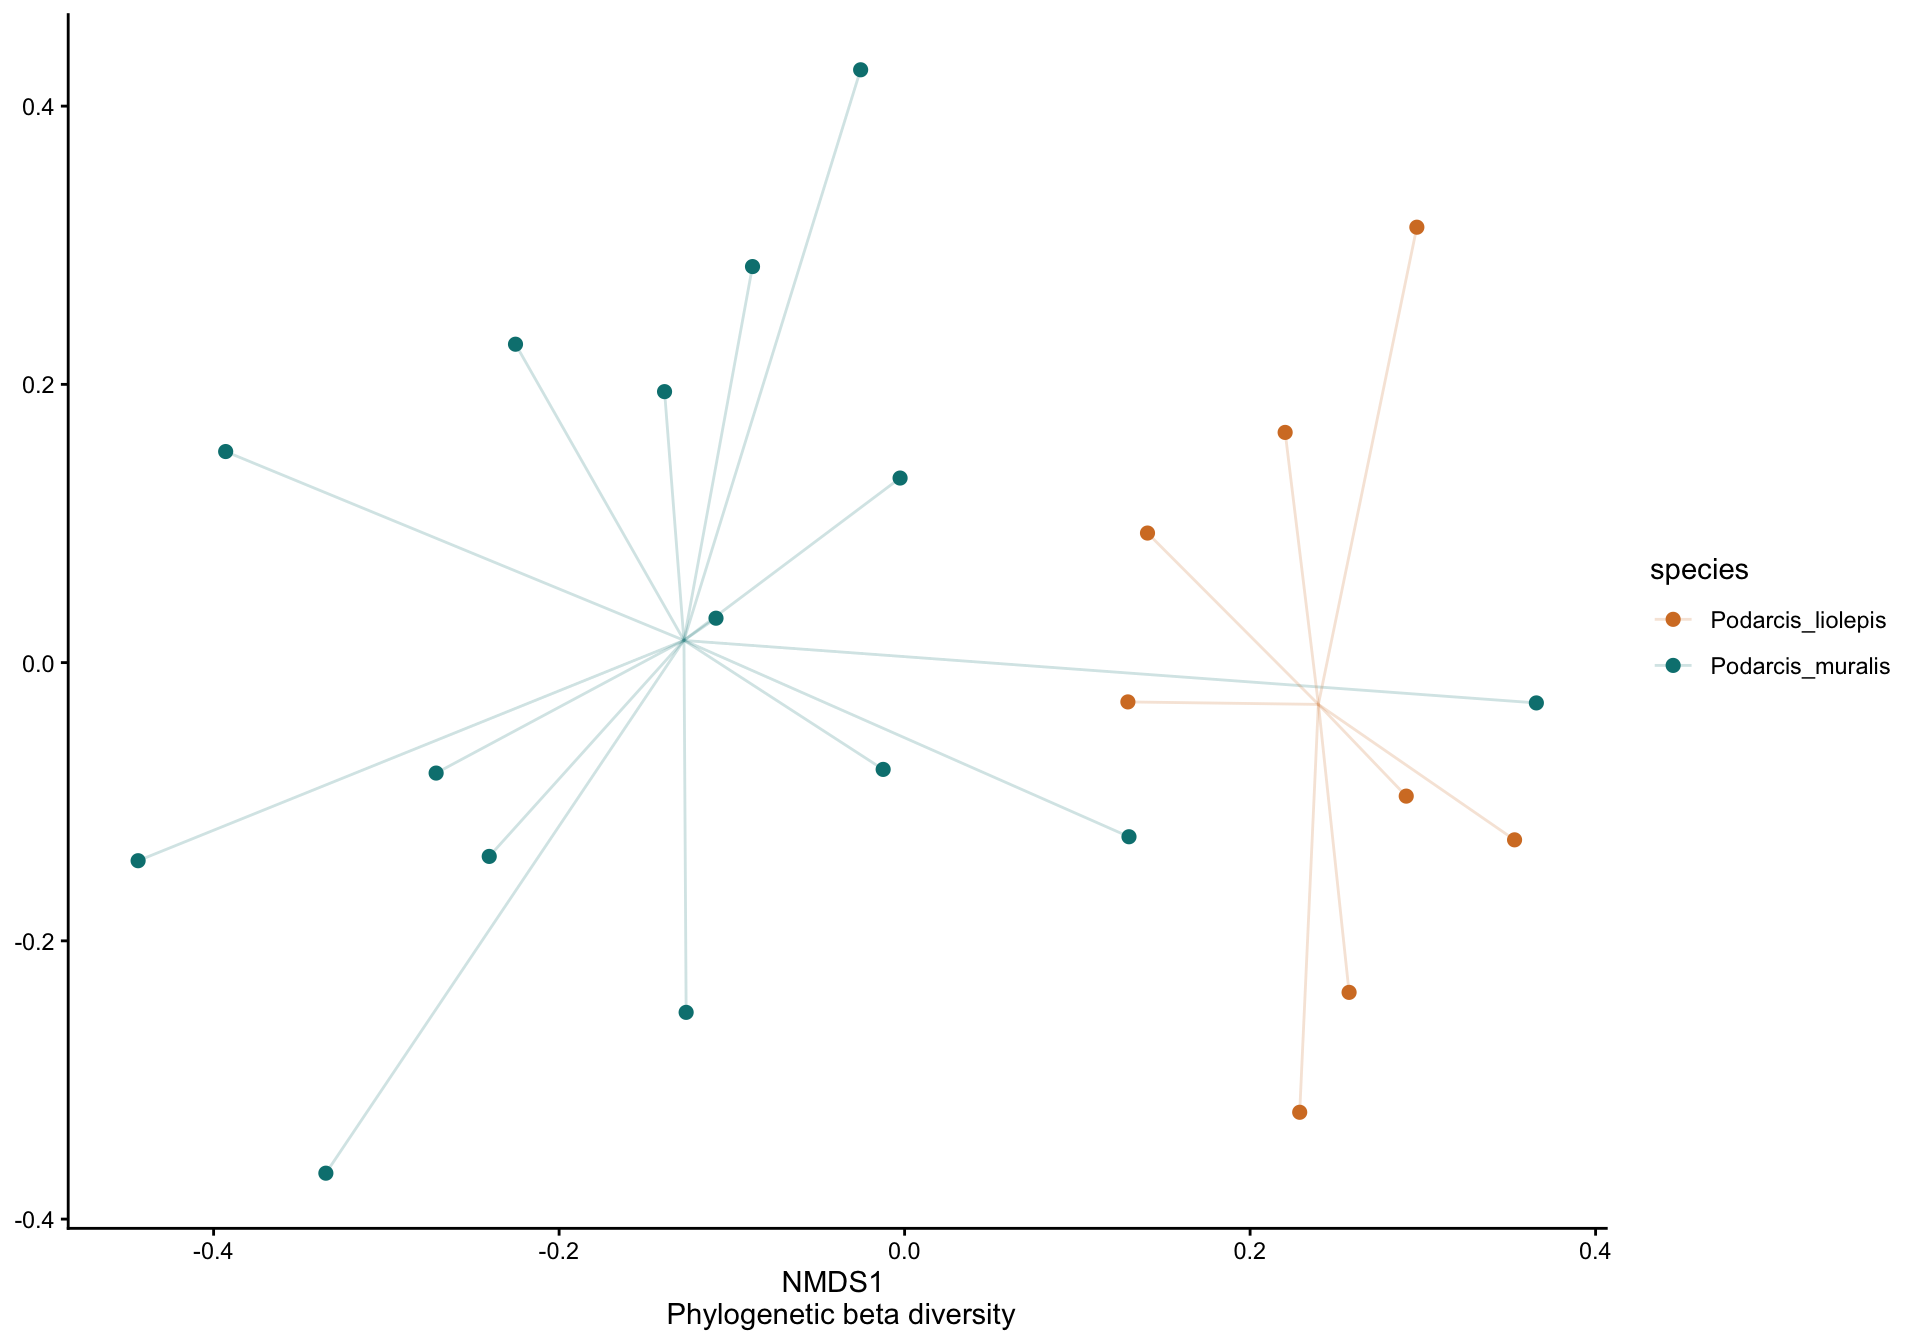 0.4
0.2
0.0
-0.2
-0.4
-0.4 -0.2 0.0 0.2 0.4
NMDS1
Phylogenetic beta diversity
species
Podarcis_liolepis
Podarcis_muralis